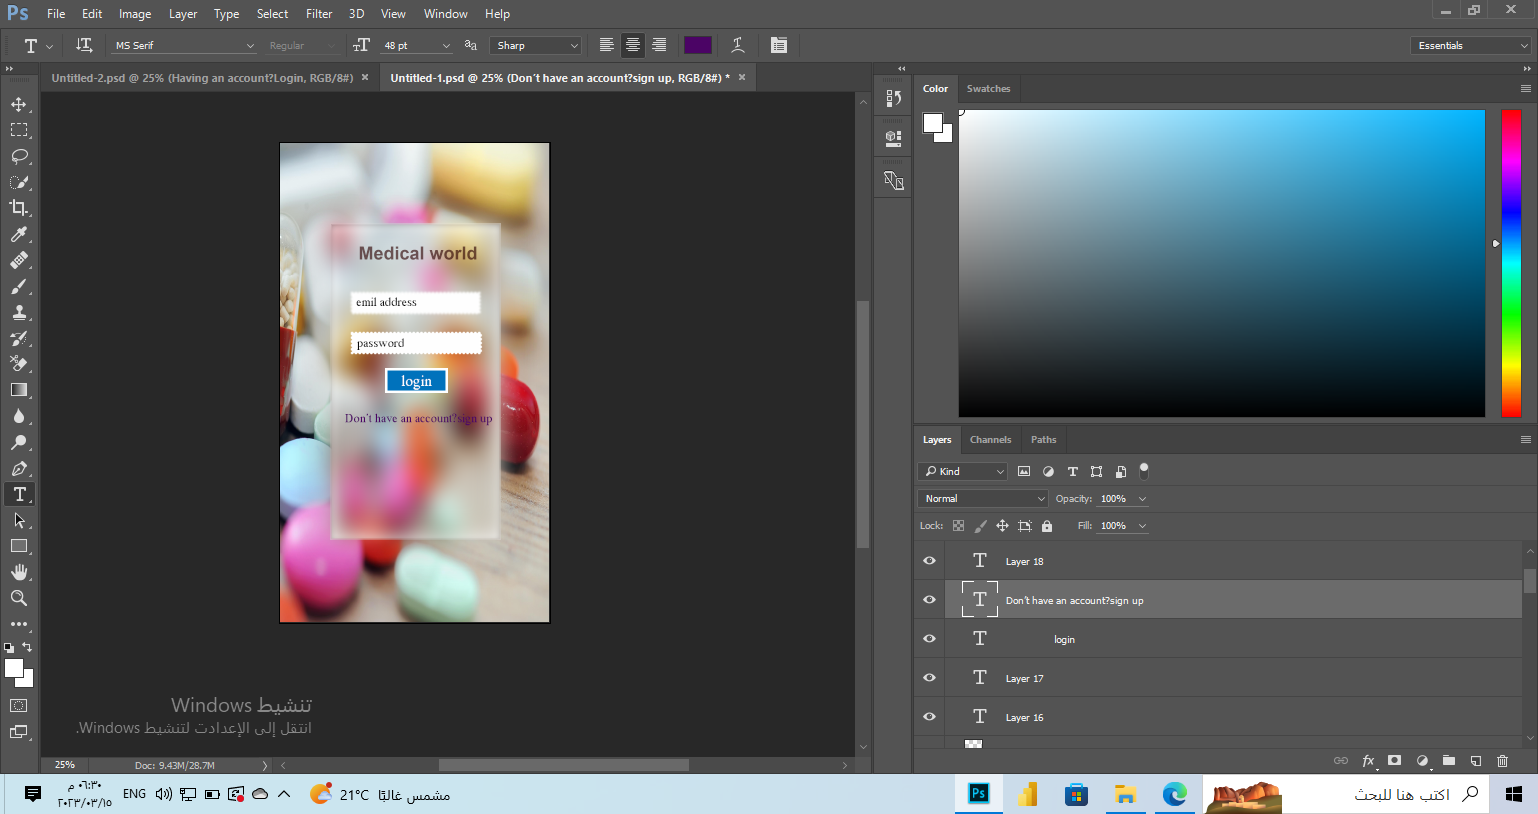 Ps File Edit Image Layer Type Select Filter 3D View Window Help
T MS Serif Regular 48 pt Sharp Essentials
Untitled-2.psd @ 25% (Having an account?Login, RGB/8#) × Untitled-1.psd @ 25% (Don't have an account?sign up, RGB/8#) * ×
Color Swatches
Medical world
emil address
password
login
Don't have an account?sign up
Layers Channels Paths
Kind
Normal Opacity: 100%
Lock: Fill: 100%
Layer 18
Don't have an account?sign up
login
Layer 17
Layer 16
تنشيط Windows
انتقل إلى الإعدادت لتنشيط Windows.
25% Doc: 9.43M/28.7M
٠٦:٣٠ م
٢٠٢٣/٠٣/١٥
ENG
21°C مشمس غالبًا
Ps
اكتب هنا للبحث